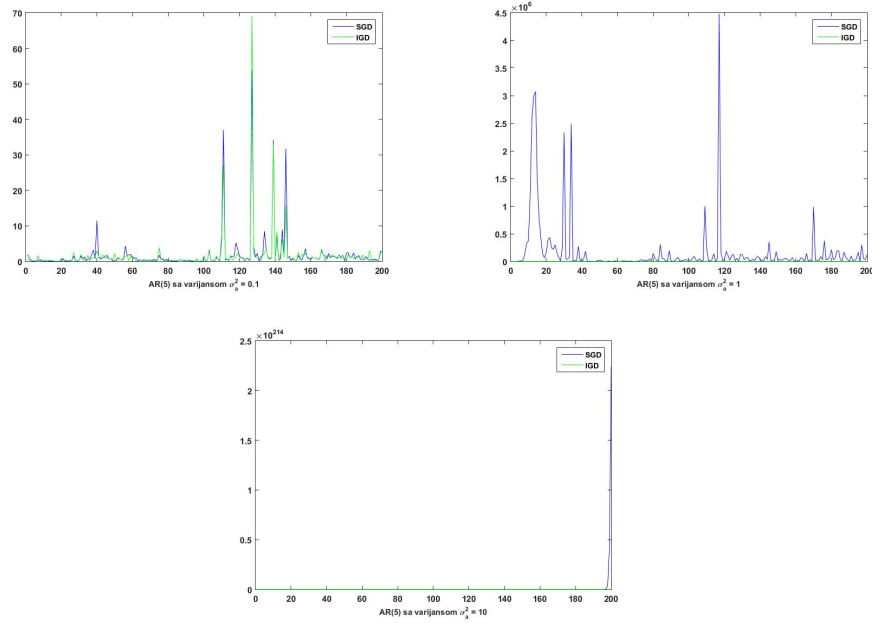 70
60
50
40
30
20
10
0
0 20 40 60 80 100 120 140 160 180 200
SGD
IGD
AR(5) sa varijansom σ²ₐ = 0.1
×10⁶
4.5
4
3.5
3
2.5
2
1.5
1
0.5
0
0 20 40 60 80 100 120 140 160 180 200
SGD
IGD
AR(5) sa varijansom σ²ₐ = 1
×10²¹⁴
2.5
2
1.5
1
0.5
0
0 20 40 60 80 100 120 140 160 180 200
SGD
IGD
AR(5) sa varijansom σ²ₐ = 10